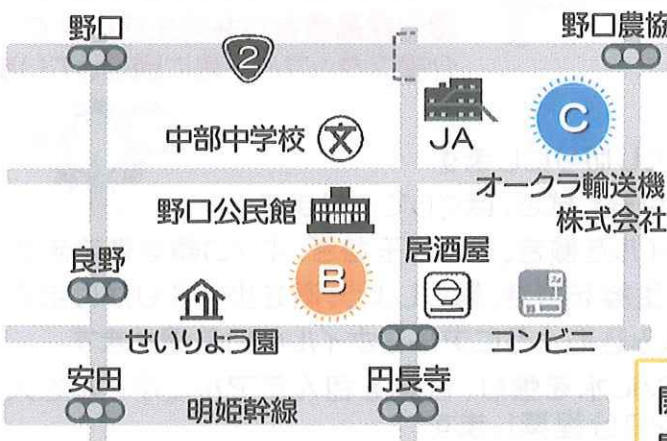 野口
2
野口農協
中部中学校
文
JA
C
オークラ輸送機
株式会社
野口公民館
居酒屋
良野
B
せいりょう園
コンビニ
安田
円長寺
明姫幹線